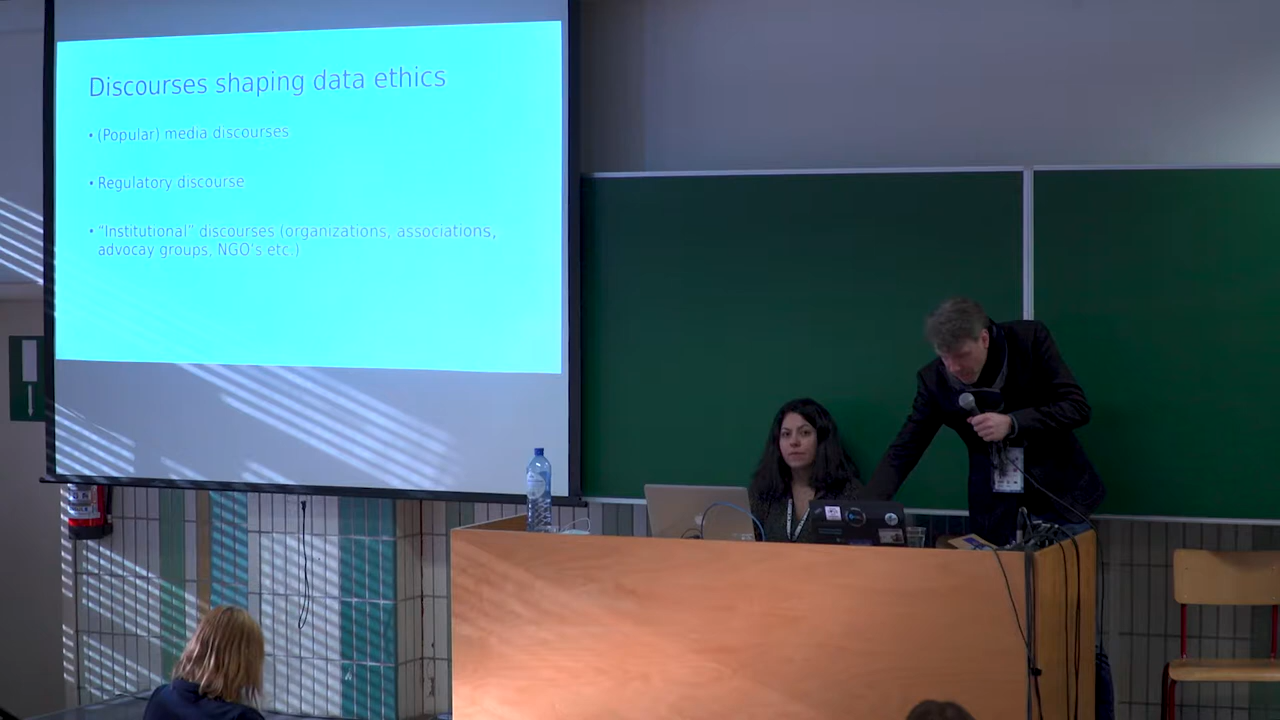 Discourses shaping data ethics
• (Popular) media discourses
• Regulatory discourse
• “Institutional” discourses (organizations, associations,
advocay groups, NGO's etc.)